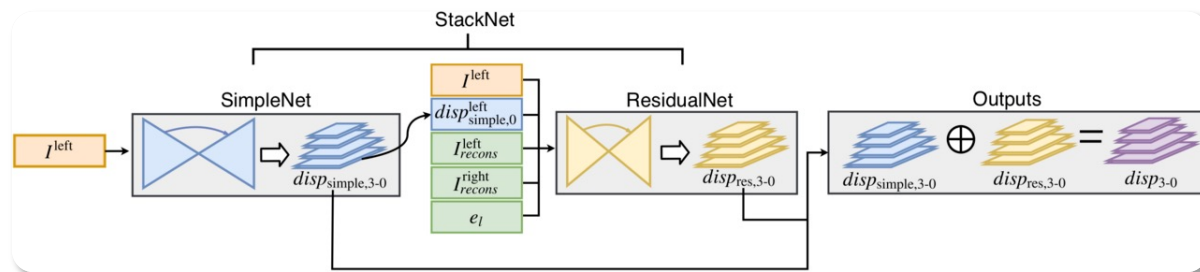 StackNet
SimpleNet
ResidualNet
Outputs
I^left
disp_simple,3-0
I^left
disp^left_simple,0
I^left_recons
I^right_recons
e_l
disp_res,3-0
disp_simple,3-0
⊕
disp_res,3-0
=
disp_3-0